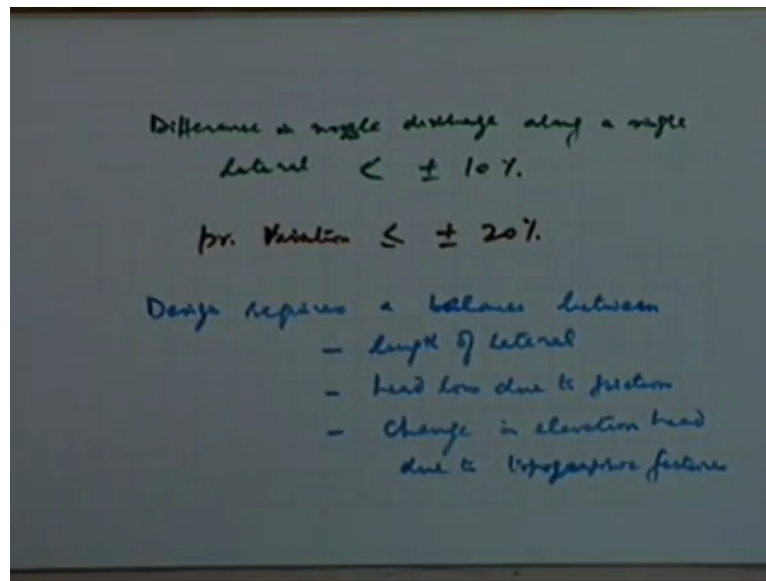 Difference in nozzle discharge along a single
lateral < ± 10%.
pr. Variation ≤ ± 20%.
Design requires a balance between
- length of lateral
- head loss due to friction
- Change in elevation head
due to topographic features